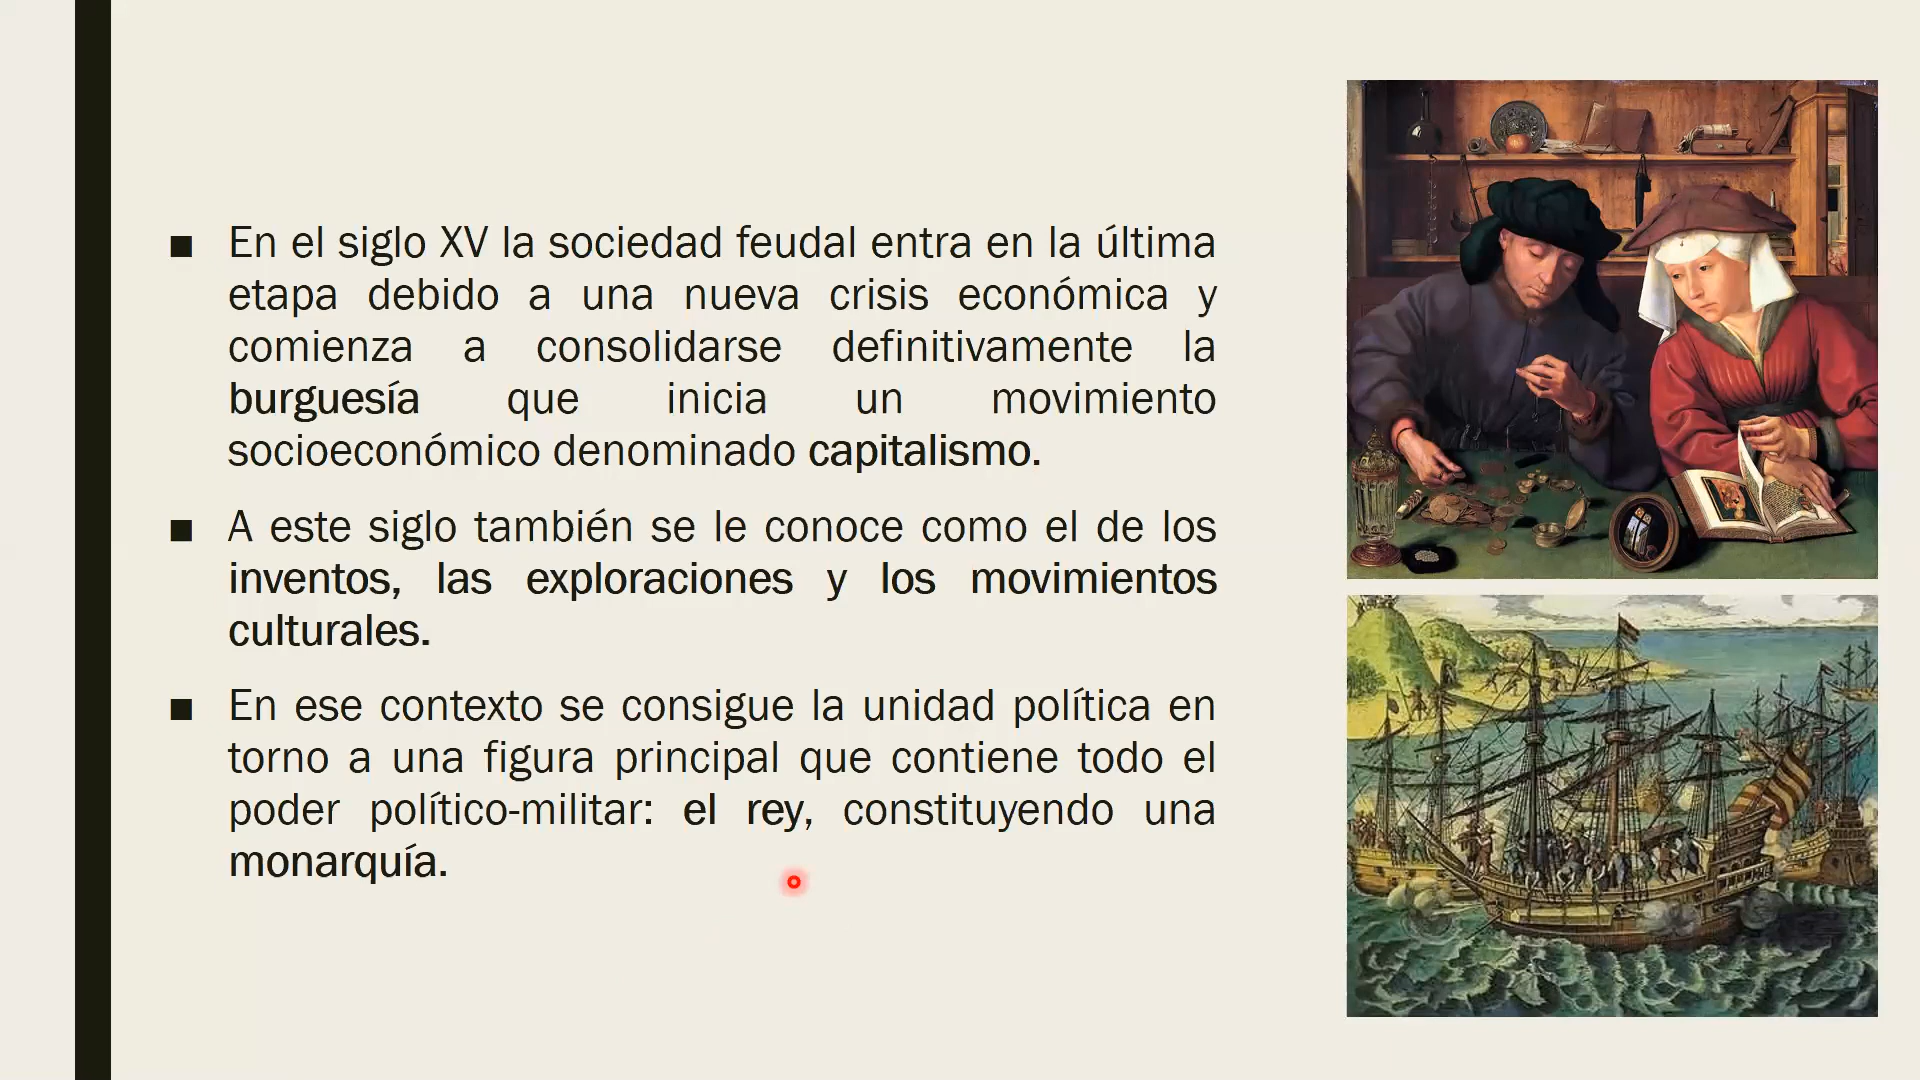 ■ En el siglo XV la sociedad feudal entra en la última
etapa debido a una nueva crisis económica y
comienza a consolidarse definitivamente la
burguesía que inicia un movimiento
socioeconómico denominado capitalismo.
■ A este siglo también se le conoce como el de los
inventos, las exploraciones y los movimientos
culturales.
■ En ese contexto se consigue la unidad política en
torno a una figura principal que contiene todo el
poder político-militar: el rey, constituyendo una
monarquía.